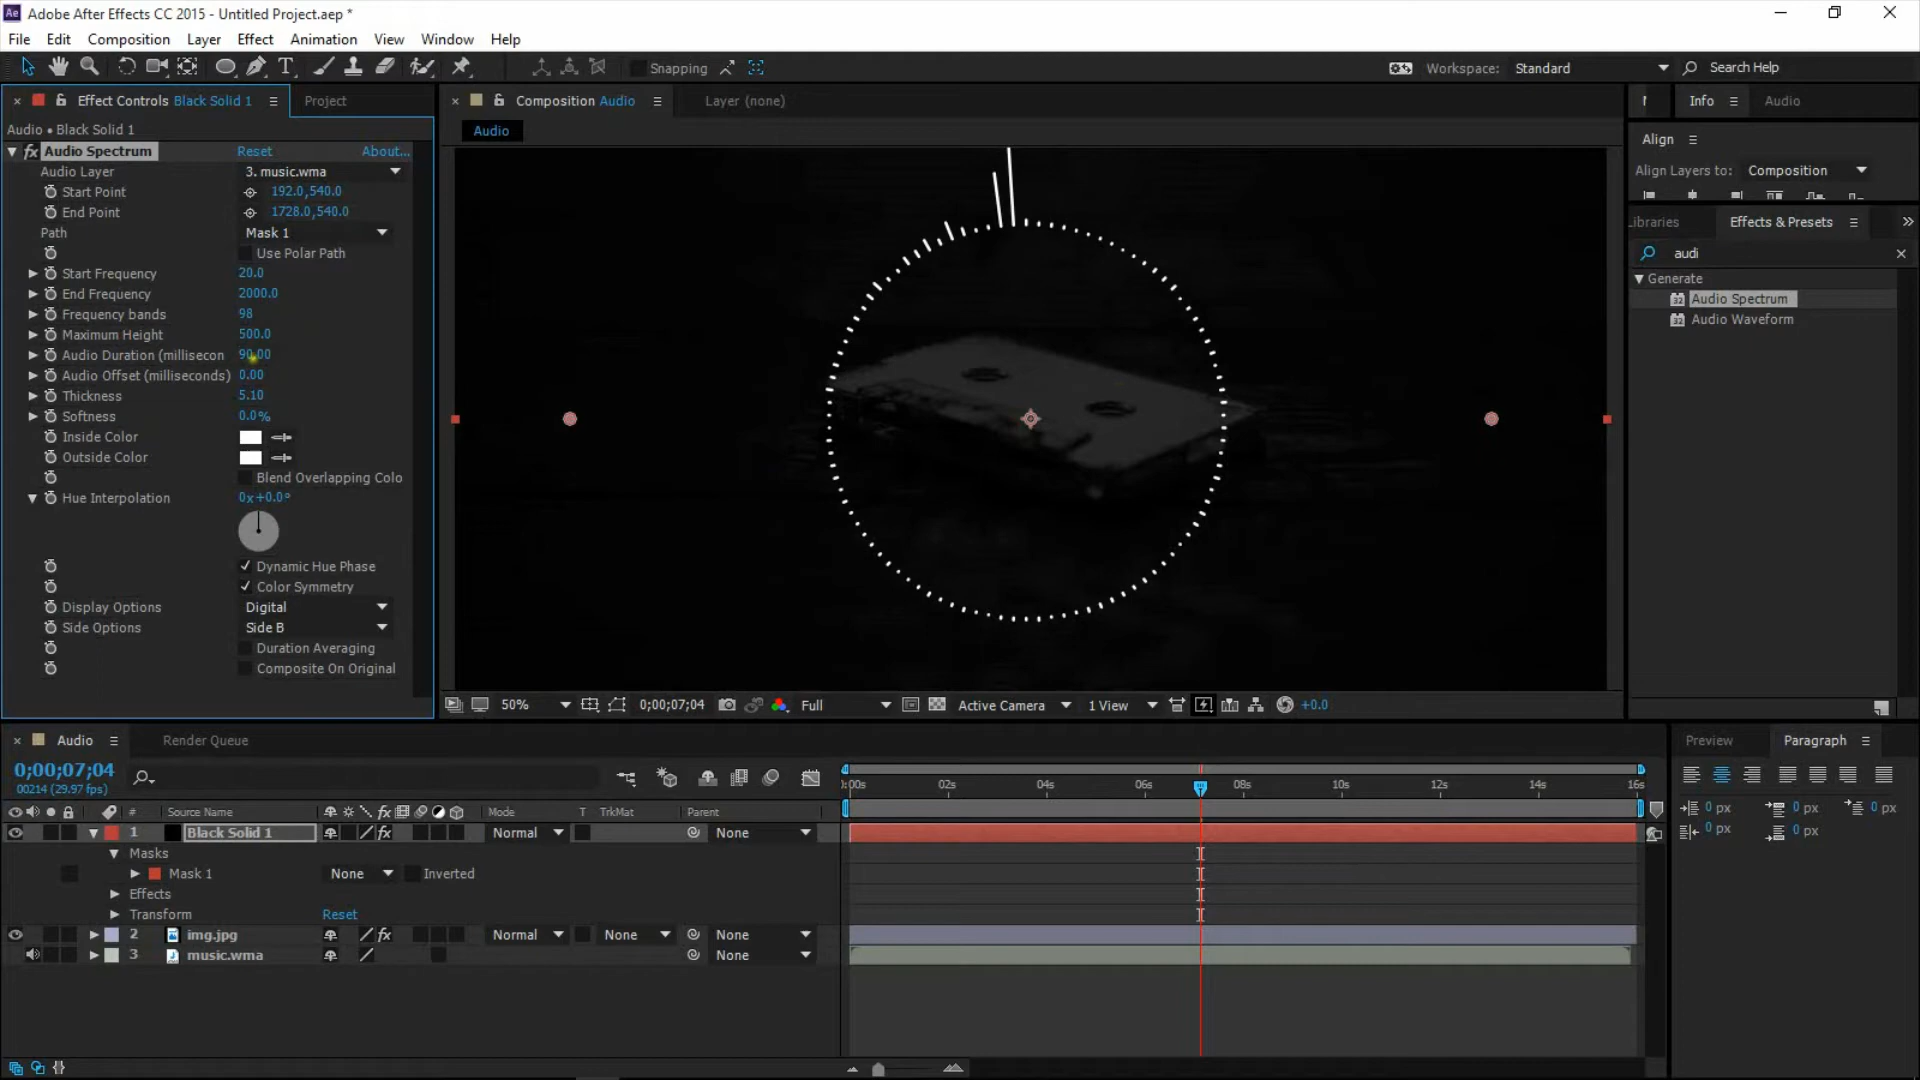 Adobe After Effects CC 2015 - Untitled Project.aep *
File Edit Composition Layer Effect Animation View Window Help
Snapping Workspace: Standard Search Help
Effect Controls Black Solid 1 Project
Audio • Black Solid 1
Audio Spectrum Reset About...
Audio Layer 3. music.wma
Start Point 192.0,540.0
End Point 1728.0,540.0
Path Mask 1
Use Polar Path
Start Frequency 20.0
End Frequency 2000.0
Frequency bands 98
Maximum Height 500.0
Audio Duration (millisecon 90.00
Audio Offset (milliseconds) 0.00
Thickness 5.10
Softness 0.0%
Inside Color
Outside Color
Blend Overlapping Colo
Hue Interpolation 0x+0.0°
Dynamic Hue Phase
Color Symmetry
Display Options Digital
Side Options Side B
Duration Averaging
Composite On Original
Composition Audio Layer (none)
Audio
50% 0;00;07;04 Full Active Camera 1 View +0.0
Info Audio
Align
Align Layers to: Composition
Libraries Effects & Presets »
audi
Generate
32 Audio Spectrum
32 Audio Waveform
Audio Render Queue
0;00;07;04
00214 (29.97 fps)
:00s 02s 04s 06s 08s 10s 12s 14s 16s
# Source Name Mode T TrkMat Parent
1 Black Solid 1 Normal None
Masks
Mask 1 None Inverted
Effects
Transform Reset
2 img.jpg Normal None None
3 music.wma None
Preview Paragraph
0 px 0 px 0 px
0 px 0 px